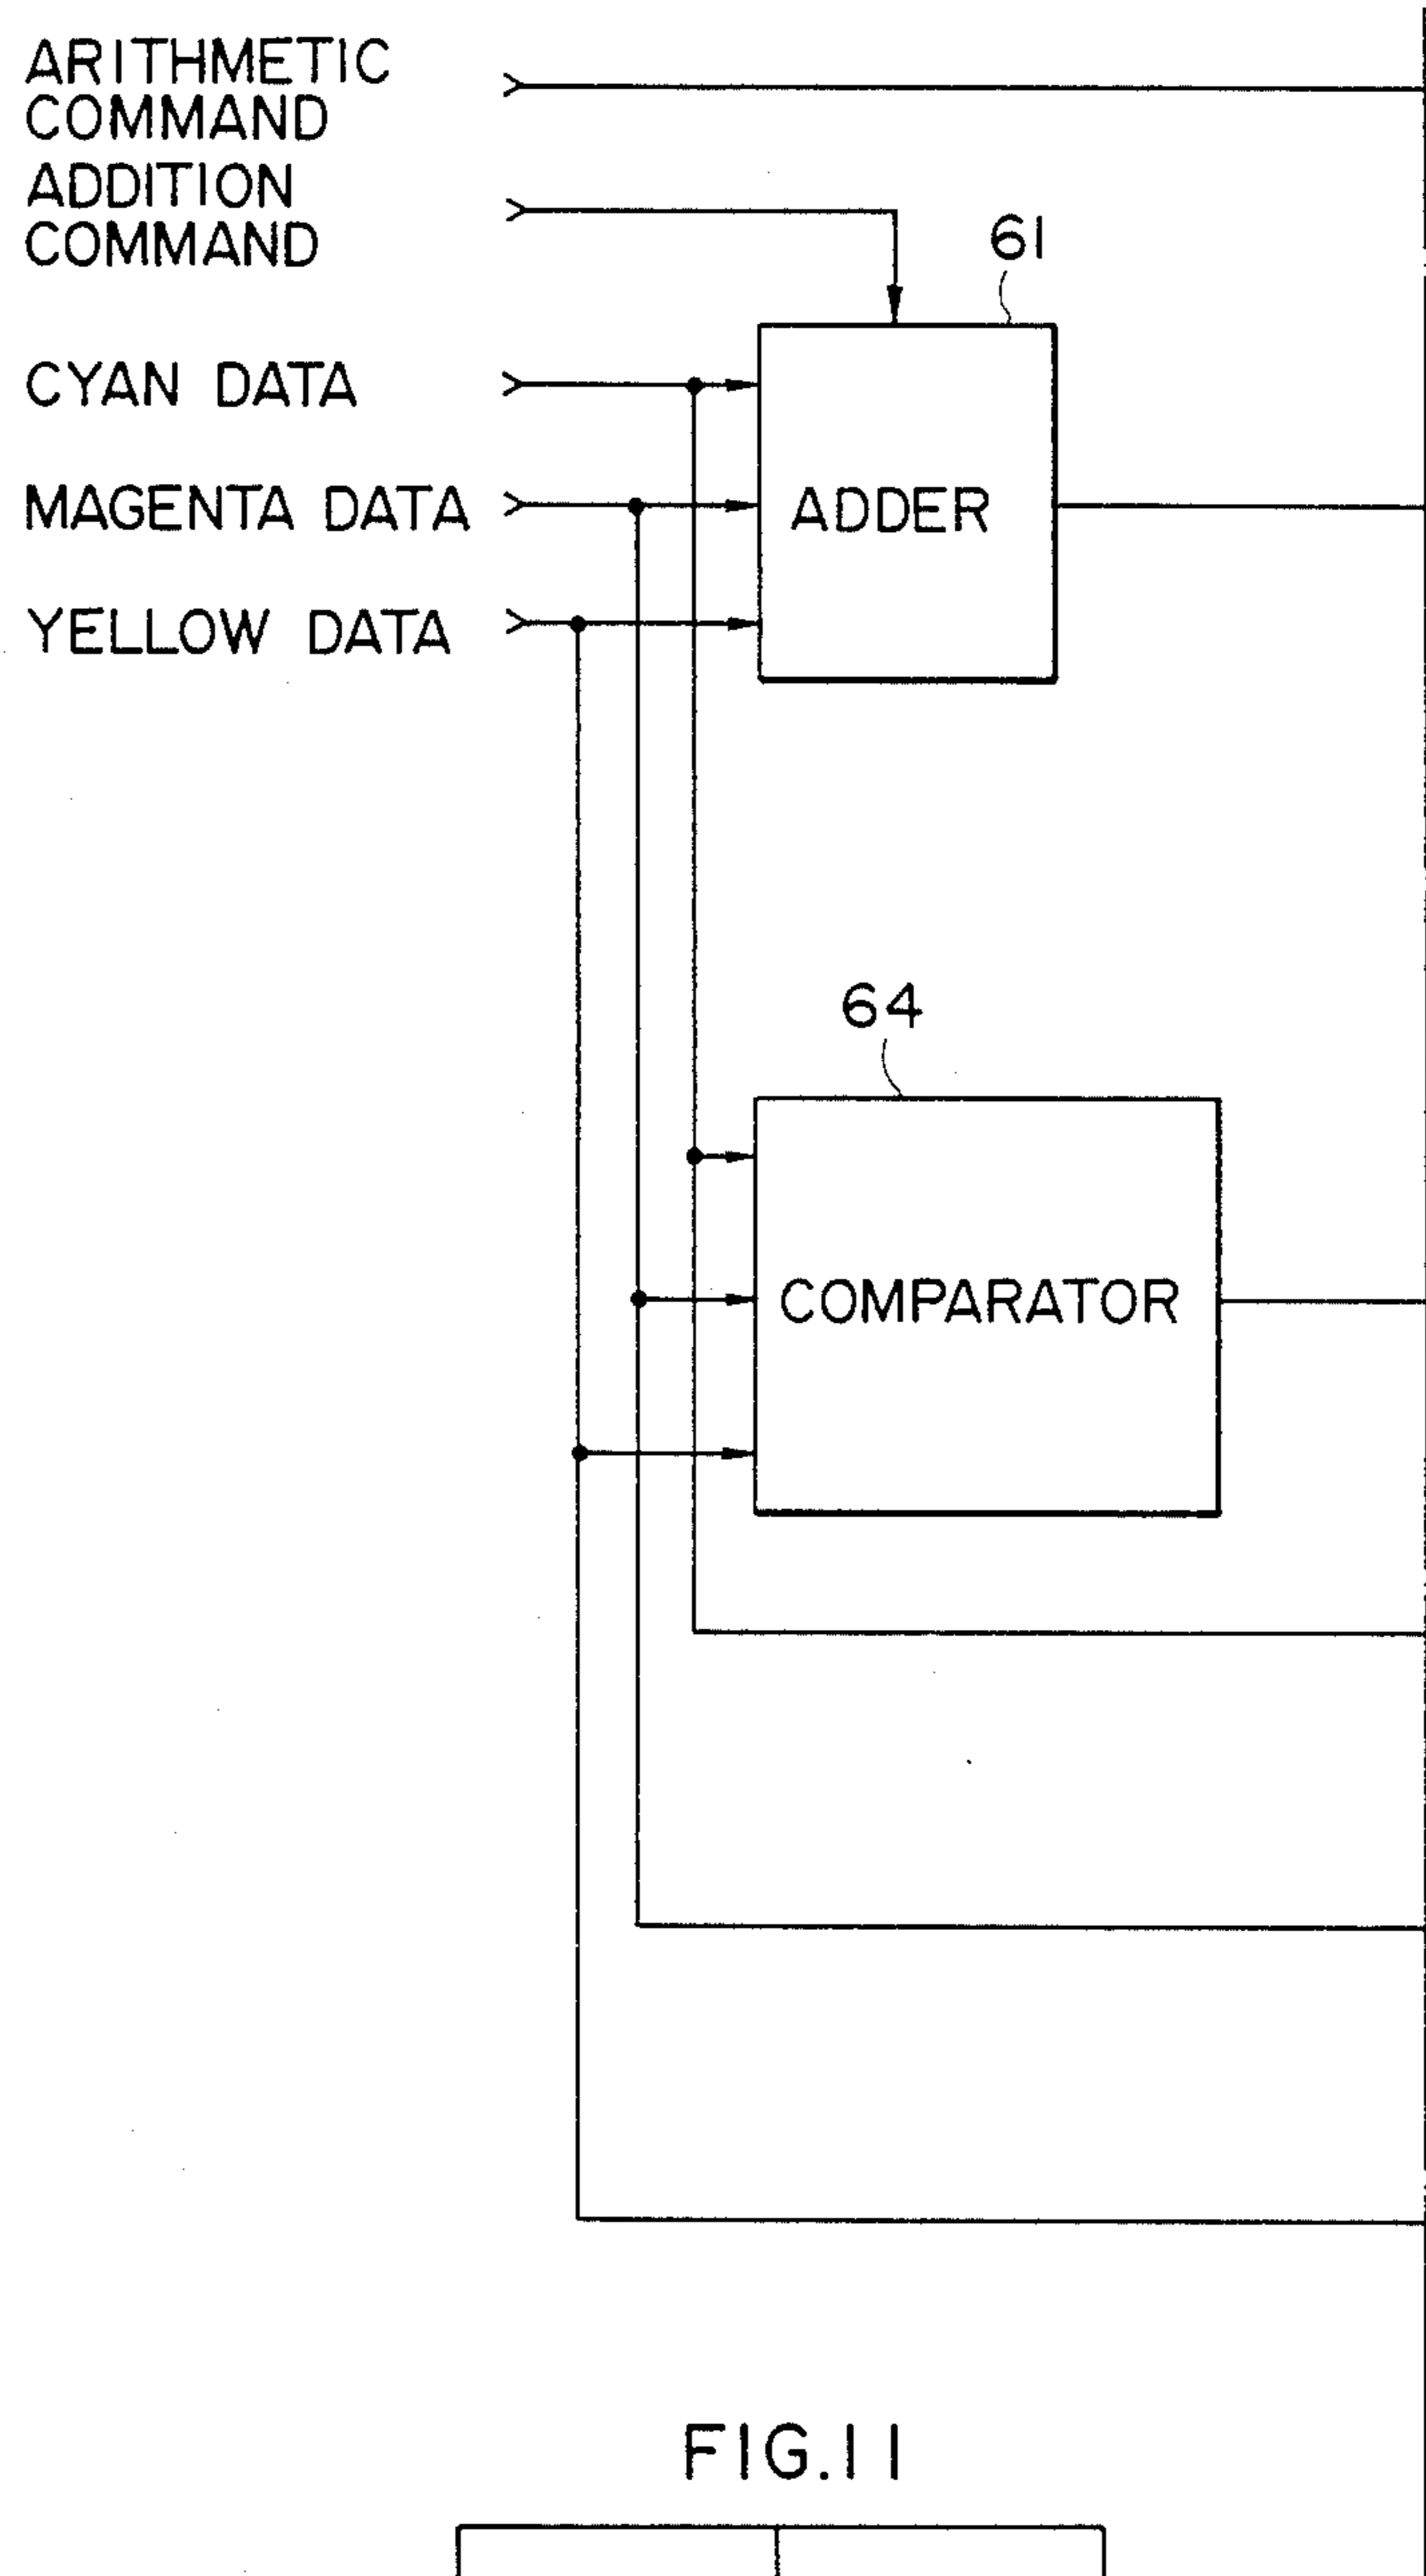 ARITHMETIC
COMMAND
ADDITION
COMMAND
61
CYAN DATA
MAGENTA DATA
ADDER
YELLOW DATA
64
COMPARATOR
FIG.11